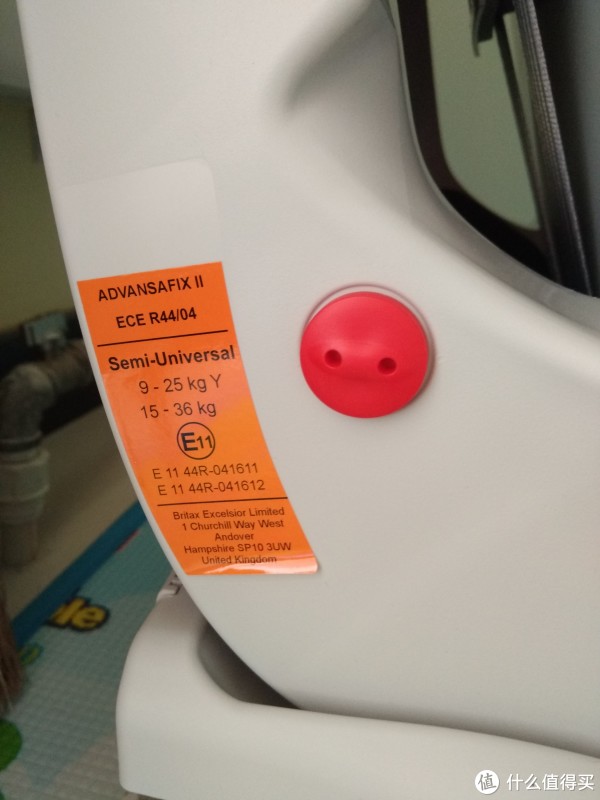 ADVANSAFIX II
ECE R44/04
Semi-Universal
9 - 25 kg Y
15 - 36 kg
E11
E 11 44R-041611
E 11 44R-041612
Britax Excelsior Limited
1 Churchill Way West
Andover
Hampshire SP10 3UW
United Kingdom
值 什么值得买